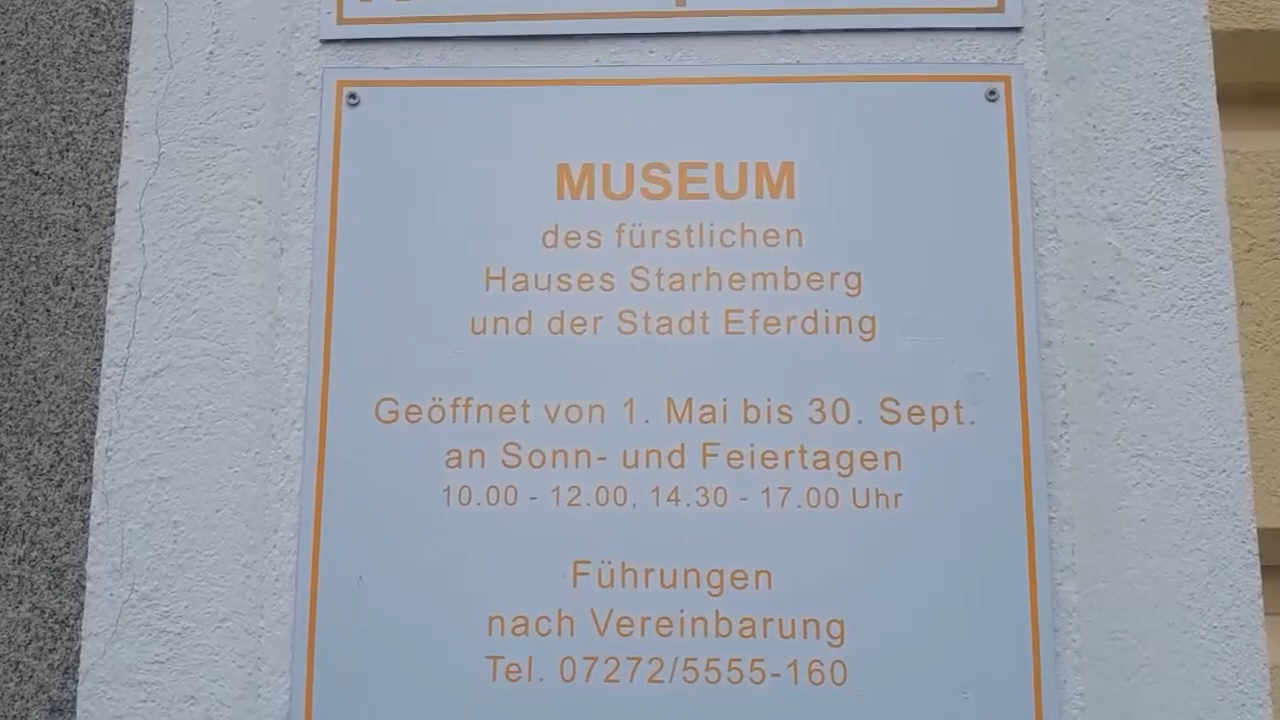 MUSEUM
des fürstlichen
Hauses Starhemberg
und der Stadt Eferding
Geöffnet von 1. Mai bis 30. Sept.
an Sonn- und Feiertagen
10.00 - 12.00, 14.30 - 17.00 Uhr
Führungen
nach Vereinbarung
Tel. 07272/5555-160